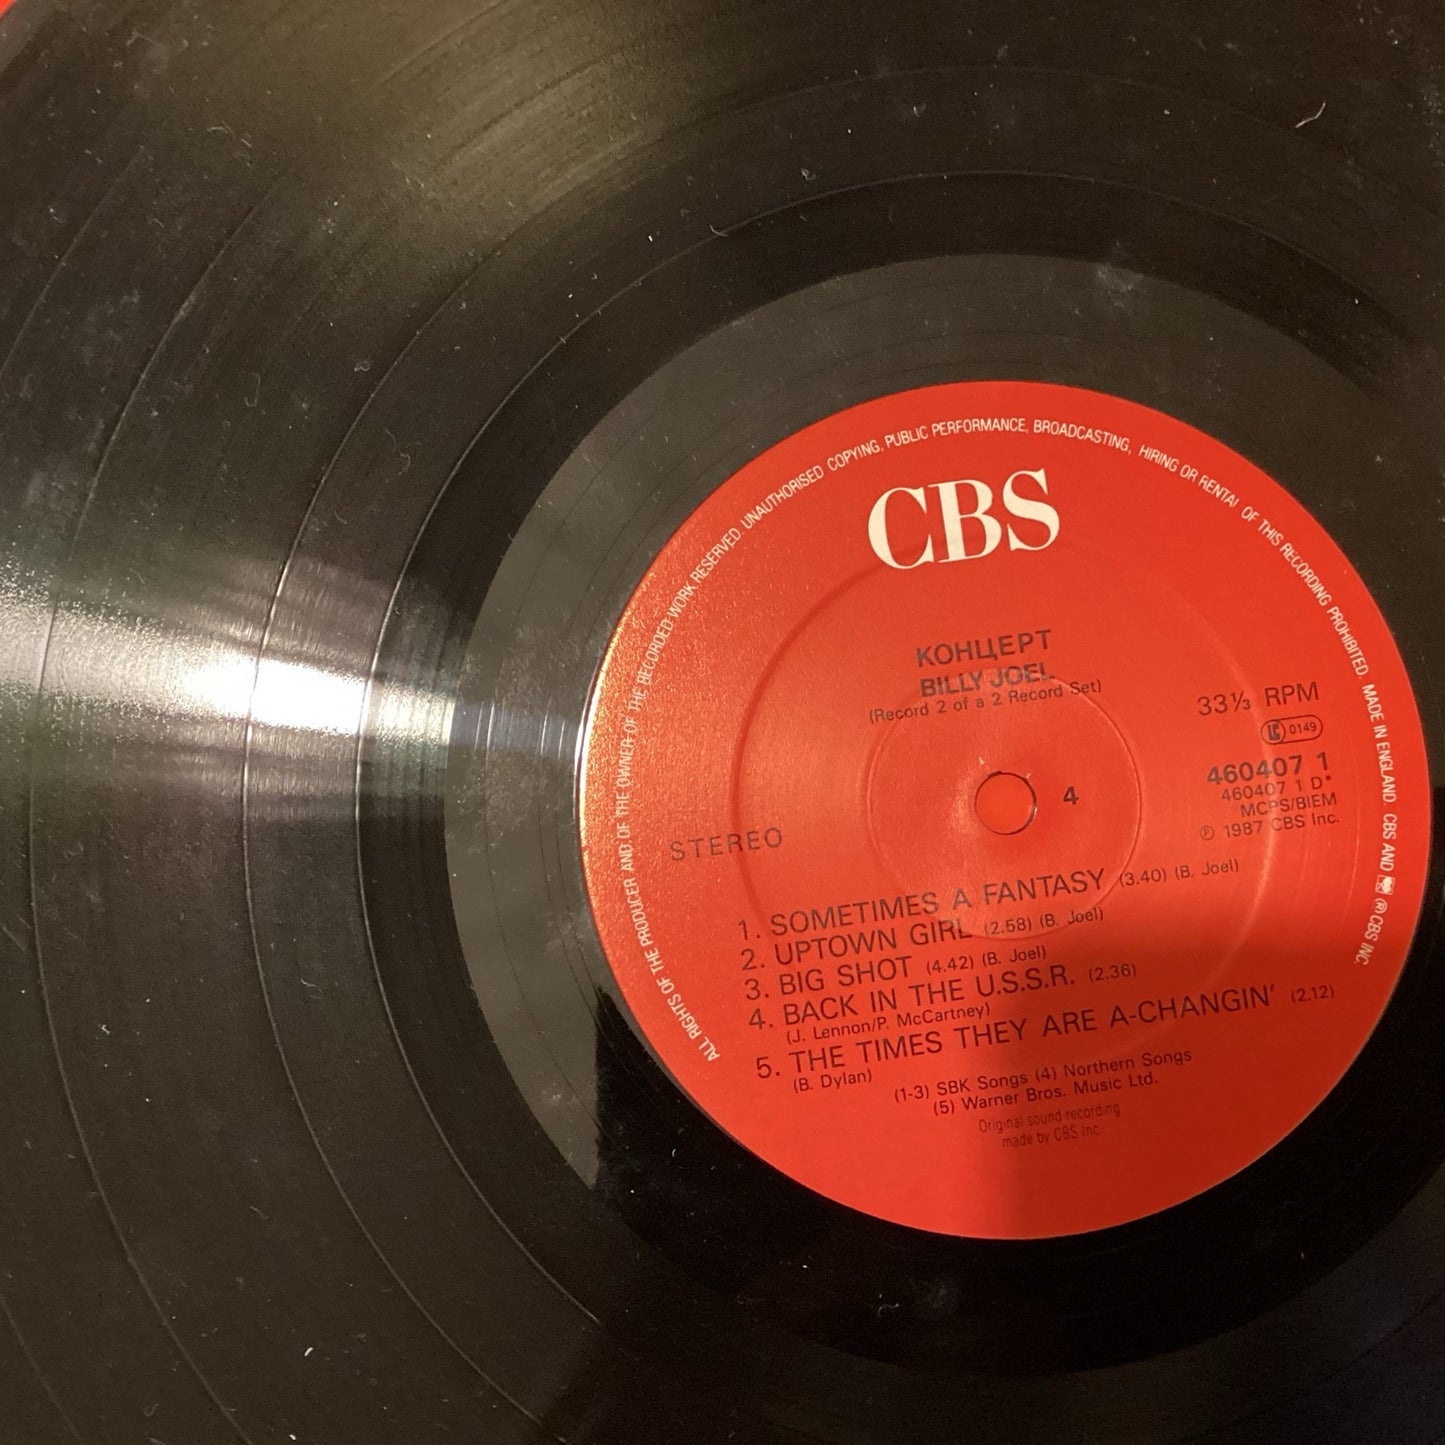 ALL RIGHTS OF THE PRODUCER AND OF THE OWNER OF THE RECORDED WORK RESERVED. UNAUTHORISED COPYING, PUBLIC PERFORMANCE, BROADCASTING, HIRING OR RENTAL OF THIS RECORDING PROHIBITED. MADE IN ENGLAND. CBS AND ® CBS INC.
CBS
КОНЦЕРТ
BILLY JOEL
(Record 2 of a 2 Record Set)
33⅓ RPM
LC 0149
460407 1
460407 1 D*
MCPS/BIEM
℗ 1987 CBS Inc.
4
STEREO
1. SOMETIMES A FANTASY (3.40) (B. Joel)
2. UPTOWN GIRL (2.58) (B. Joel)
3. BIG SHOT (4.42) (B. Joel)
4. BACK IN THE U.S.S.R. (2.36)
(J. Lennon/P. McCartney)
5. THE TIMES THEY ARE A-CHANGIN' (2.12)
(B. Dylan)
(1-3) SBK Songs (4) Northern Songs
(5) Warner Bros. Music Ltd.
Original sound recording
made by CBS Inc